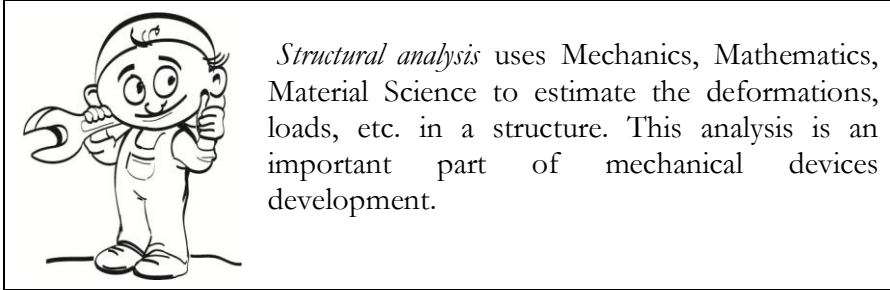 Structural analysis uses Mechanics, Mathematics,
Material Science to estimate the deformations,
loads, etc. in a structure. This analysis is an
important part of mechanical devices
development.